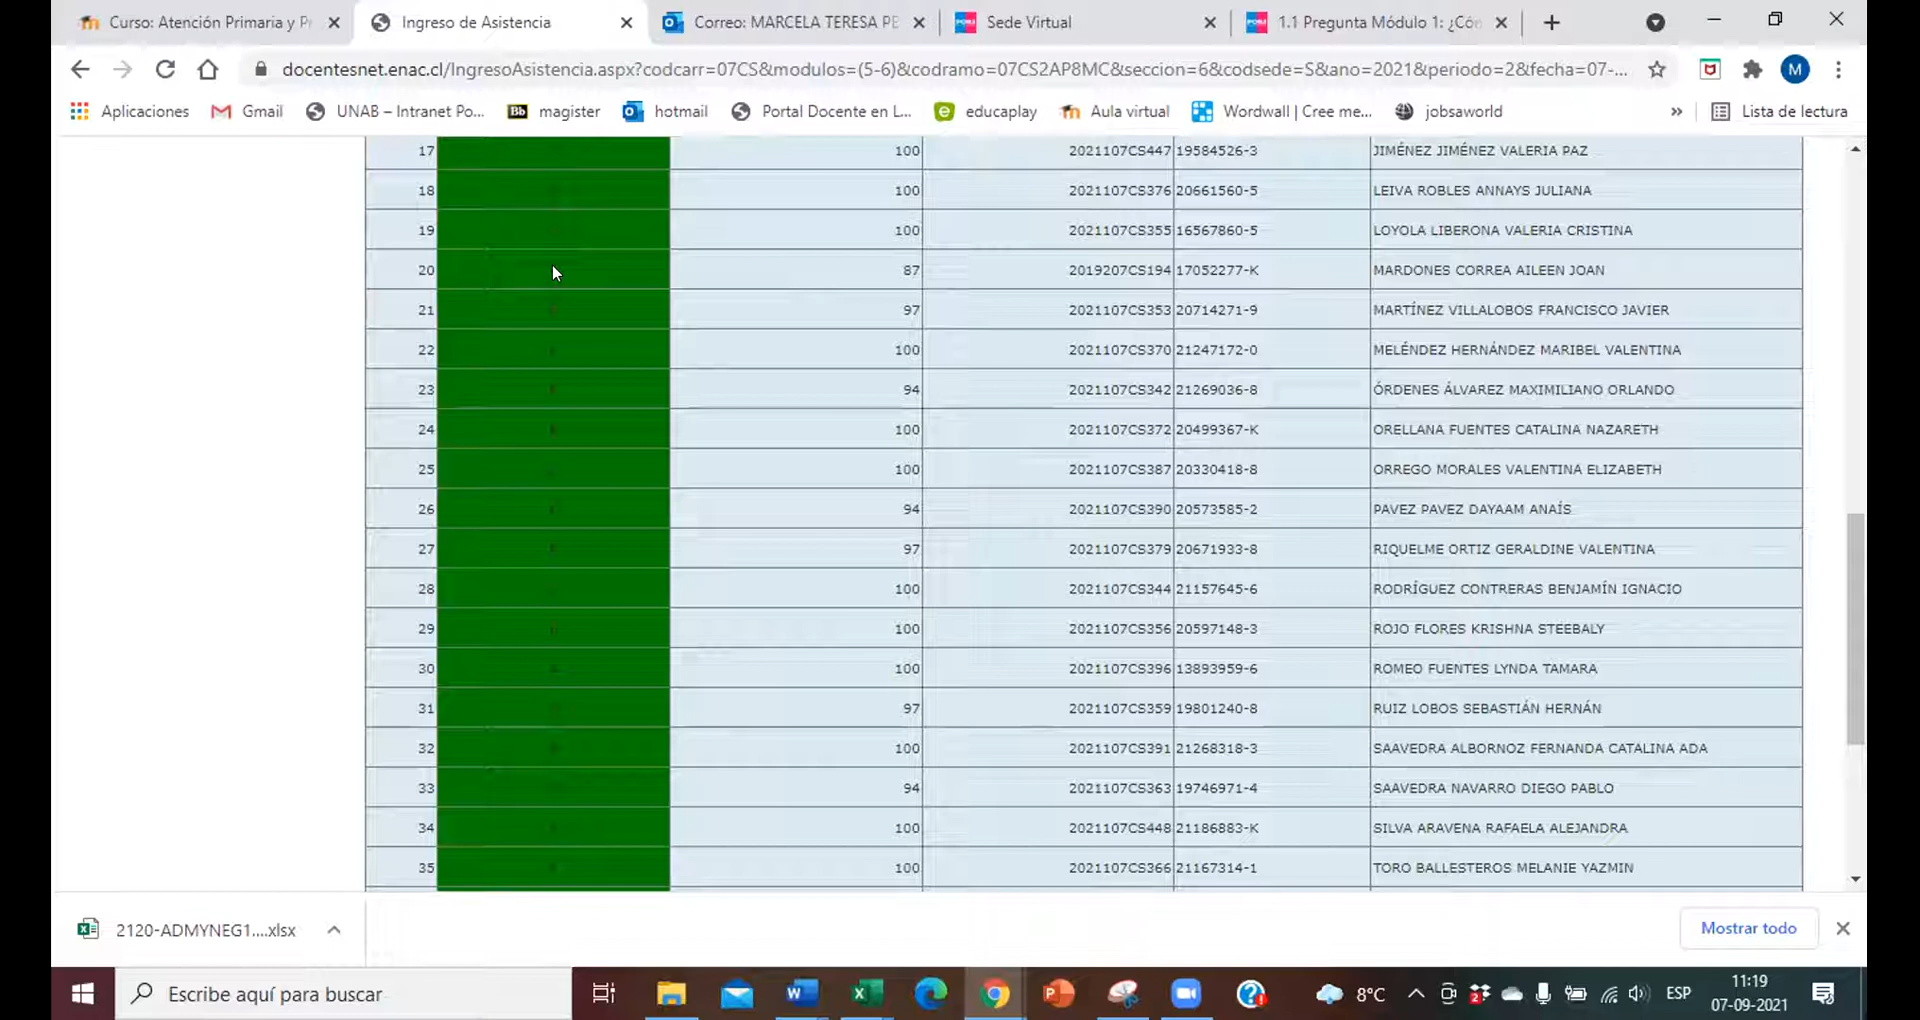 Curso: Atención Primaria y Pr
Ingreso de Asistencia
Correo: MARCELA TERESA PE
Sede Virtual
1.1 Pregunta Módulo 1: ¿Cón
docentesnet.enac.cl/IngresoAsistencia.aspx?codcarr=07CS&modulos=(5-6)&codramo=07CS2AP8MC&seccion=6&codsede=S&ano=2021&periodo=2&fecha=07-...
M
Aplicaciones
Gmail
UNAB – Intranet Po...
Bb magister
hotmail
Portal Docente en L...
educaplay
Aula virtual
Wordwall | Cree me...
jobsaworld
»
Lista de lectura
17 100 2021107CS447 19584526-3 JIMÉNEZ JIMÉNEZ VALERIA PAZ
18 100 2021107CS376 20661560-5 LEIVA ROBLES ANNAYS JULIANA
19 100 2021107CS355 16567860-5 LOYOLA LIBERONA VALERIA CRISTINA
20 87 2019207CS194 17052277-K MARDONES CORREA AILEEN JOAN
21 97 2021107CS353 20714271-9 MARTÍNEZ VILLALOBOS FRANCISCO JAVIER
22 100 2021107CS370 21247172-0 MELÉNDEZ HERNÁNDEZ MARIBEL VALENTINA
23 94 2021107CS342 21269036-8 ÓRDENES ÁLVAREZ MAXIMILIANO ORLANDO
24 100 2021107CS372 20499367-K ORELLANA FUENTES CATALINA NAZARETH
25 100 2021107CS387 20330418-8 ORREGO MORALES VALENTINA ELIZABETH
26 94 2021107CS390 20573585-2 PAVEZ PAVEZ DAYAAM ANAÍS
27 97 2021107CS379 20671933-8 RIQUELME ORTIZ GERALDINE VALENTINA
28 100 2021107CS344 21157645-6 RODRÍGUEZ CONTRERAS BENJAMÍN IGNACIO
29 100 2021107CS356 20597148-3 ROJO FLORES KRISHNA STEEBALY
30 100 2021107CS396 13893959-6 ROMEO FUENTES LYNDA TAMARA
31 97 2021107CS359 19801240-8 RUIZ LOBOS SEBASTIÁN HERNÁN
32 100 2021107CS391 21268318-3 SAAVEDRA ALBORNOZ FERNANDA CATALINA ADA
33 94 2021107CS363 19746971-4 SAAVEDRA NAVARRO DIEGO PABLO
34 100 2021107CS448 21186883-K SILVA ARAVENA RAFAELA ALEJANDRA
35 100 2021107CS366 21167314-1 TORO BALLESTEROS MELANIE YAZMIN
2120-ADMYNEG1....xlsx
Mostrar todo
Escribe aquí para buscar
8°C
ESP
11:19
07-09-2021